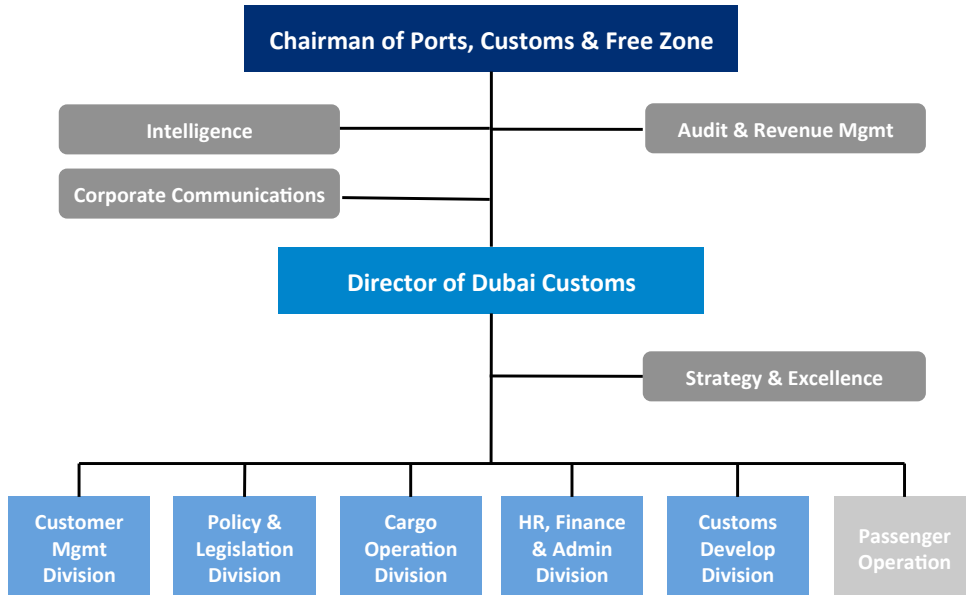 Chairman of Ports, Customs & Free Zone
Intelligence
Audit & Revenue Mgmt
Corporate Communications
Director of Dubai Customs
Strategy & Excellence
Customer
Mgmt
Division
Policy &
Legislation
Division
Cargo
Operation
Division
HR, Finance
& Admin
Division
Customs
Develop
Division
Passenger
Operation